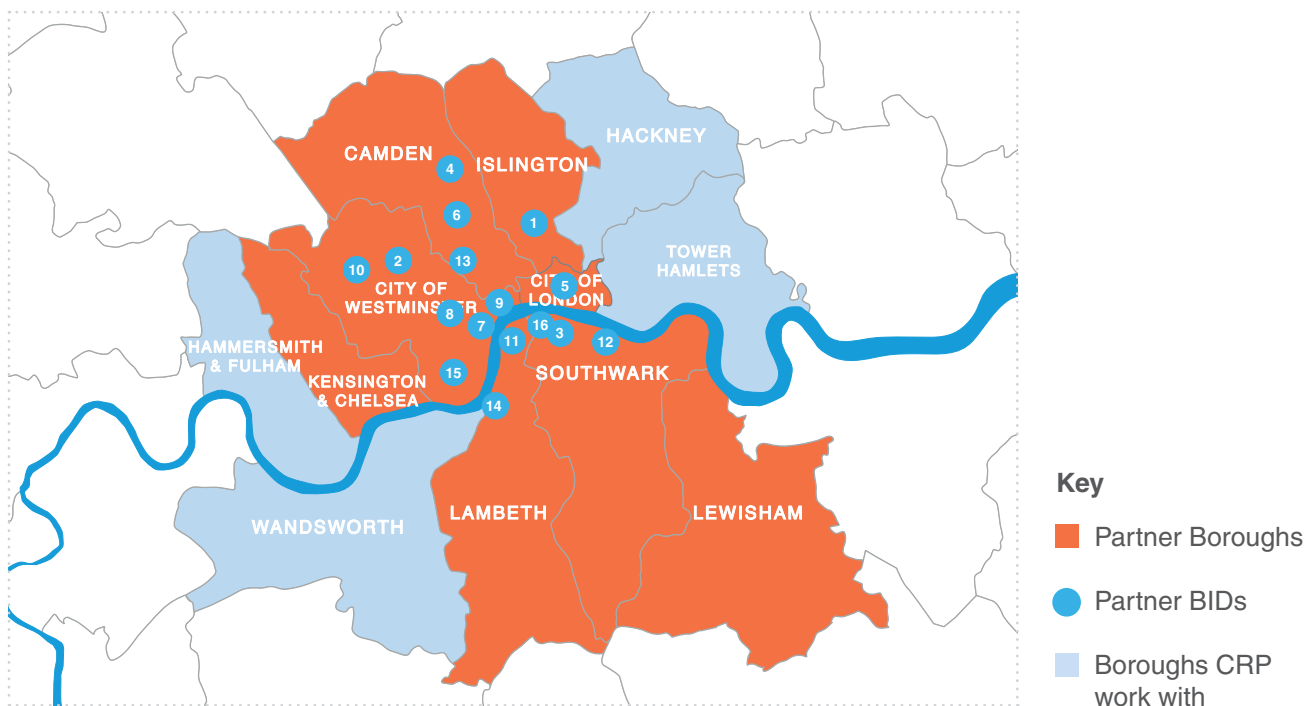 HACKNEY
CAMDEN
ISLINGTON
4
6
1
TOWER
HAMLETS
10
2
13
CITY OF
LONDON
5
CITY OF
WESTMINSTER
9
8
7
16
3
11
12
HAMMERSMITH
& FULHAM
15
SOUTHWARK
KENSINGTON
& CHELSEA
14
WANDSWORTH
LAMBETH
LEWISHAM
Key
Partner Boroughs
Partner BIDs
Boroughs CRP
work with